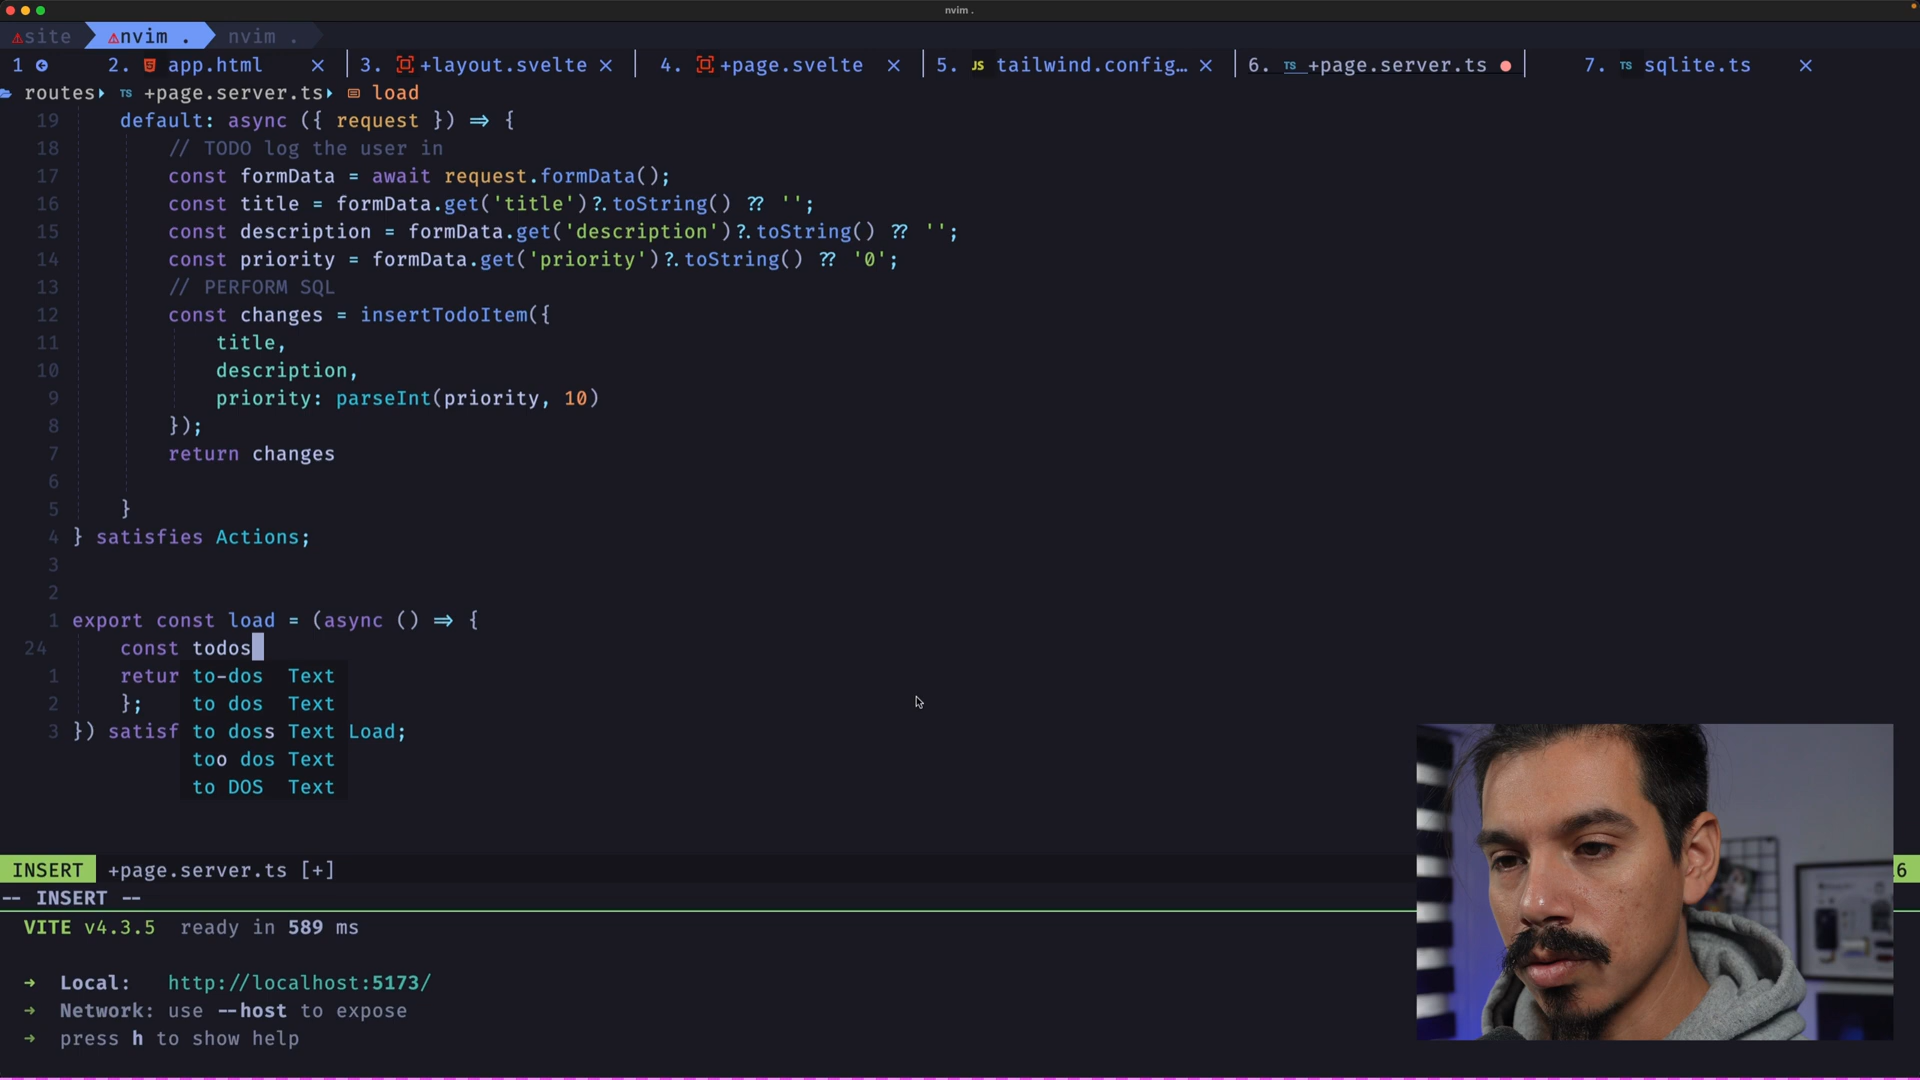 nvim .
site nvim . nvim .
1 2. app.html 3. +layout.svelte 4. +page.svelte 5. JS tailwind.config… 6. TS +page.server.ts 7. TS sqlite.ts
routes TS +page.server.ts load
19 default: async ({ request }) => {
18 // TODO log the user in
17 const formData = await request.formData();
16 const title = formData.get('title')?.toString() ?? '';
15 const description = formData.get('description')?.toString() ?? '';
14 const priority = formData.get('priority')?.toString() ?? '0';
13 // PERFORM SQL
12 const changes = insertTodoItem({
11 title,
10 description,
9 priority: parseInt(priority, 10)
8 });
7 return changes
6
5 }
4 } satisfies Actions;
3
2
1 export const load = (async () => {
24 const todos
1 retur to-dos Text
2 }; to dos Text
3 }) satisf to doss Text Load;
too dos Text
to DOS Text
INSERT +page.server.ts [+] 6
-- INSERT --
VITE v4.3.5 ready in 589 ms
➜ Local: http://localhost:5173/
➜ Network: use --host to expose
➜ press h to show help